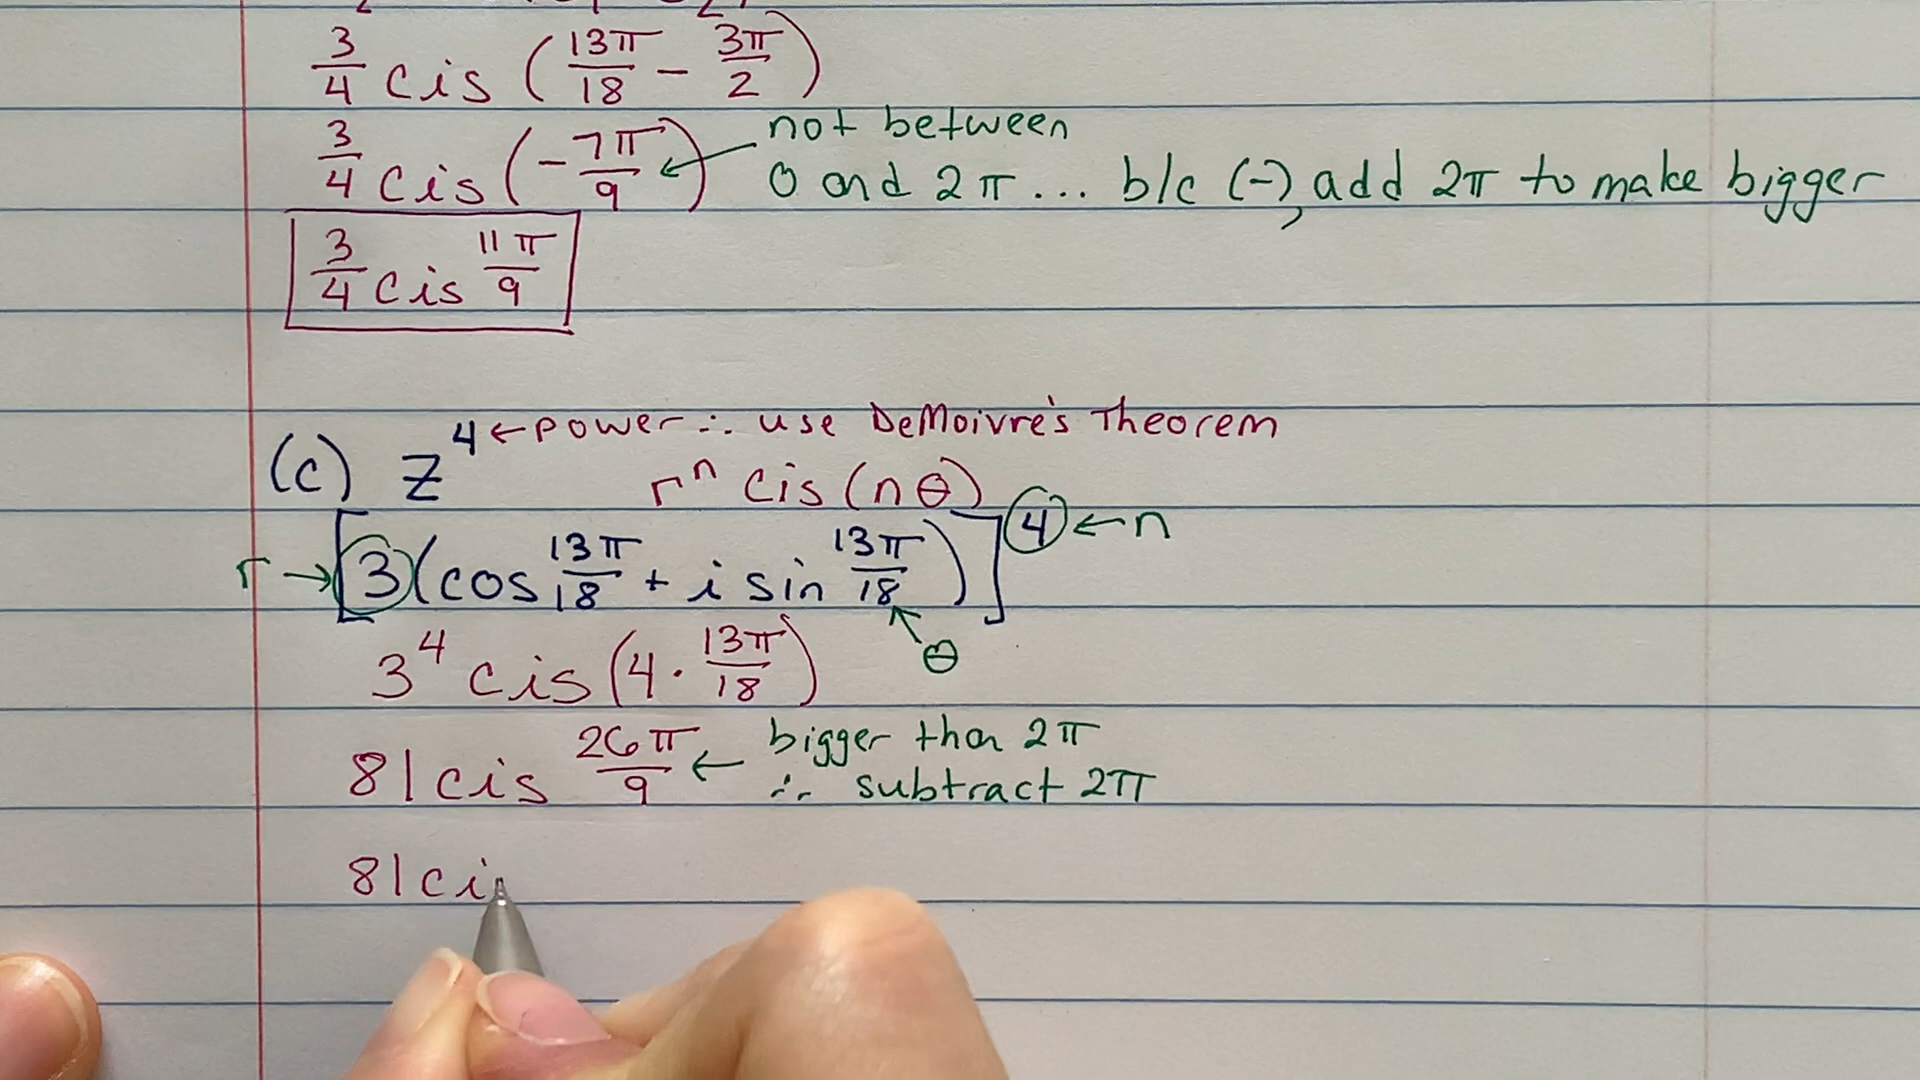 3/4 cis (13π/18 - 3π/2)
3/4 cis (-7π/9) ← not between
0 and 2π... b/c (-), add 2π to make bigger
3/4 cis 11π/9
(c) z^4 ← power ∴ use DeMoivre's Theorem
r^n cis (nθ)
r → [3(cos 13π/18 + i sin 13π/18)]^4 ← n
θ
3^4 cis (4 · 13π/18)
81 cis 26π/9 ← bigger than 2π
∴ subtract 2π
81 ci